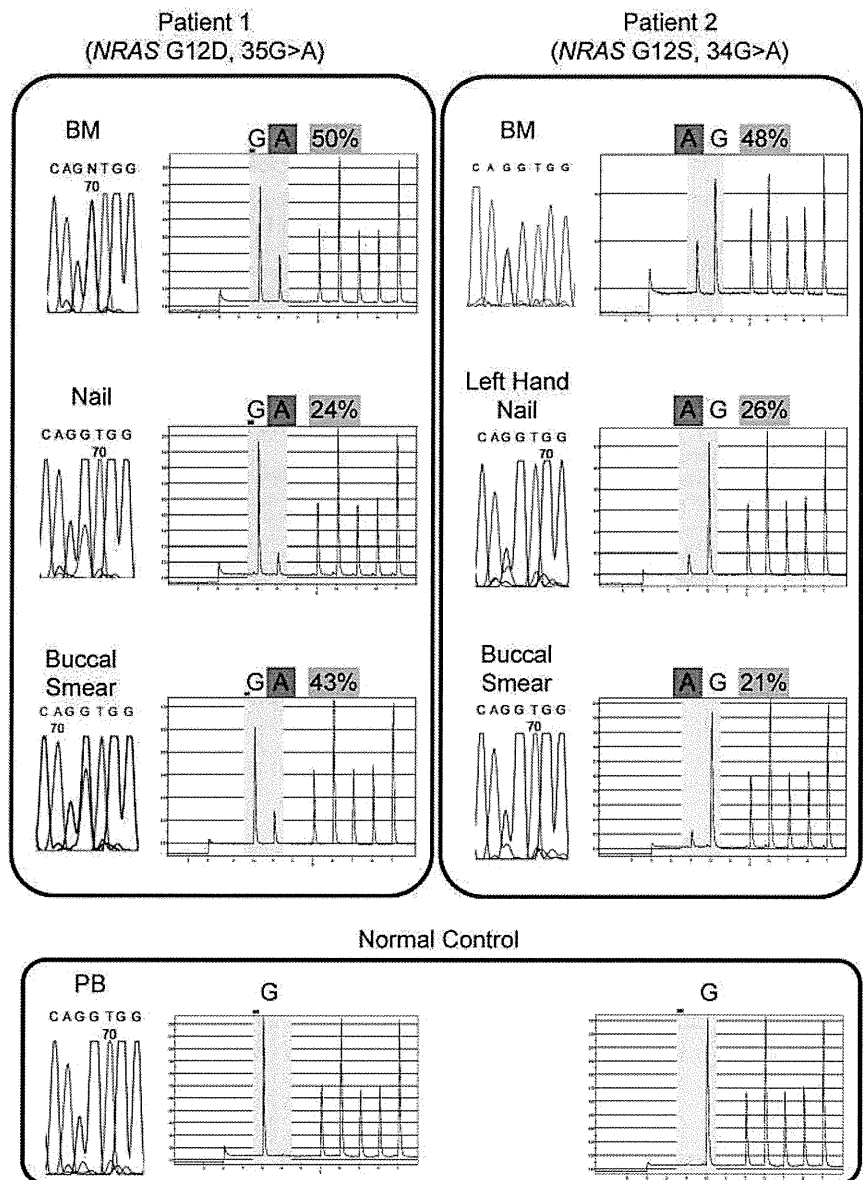 Patient 1
(NRAS G12D, 35G>A)
BM
G A 50%
CAGNTGG
70
Nail
G A 24%
CAGGTGG
70
Buccal
Smear
G A 43%
CAGGTGG
70
Patient 2
(NRAS G12S, 34G>A)
BM
A G 48%
CAGGTGG
Left Hand
Nail
A G 26%
CAGGTGG
70
Buccal
Smear
A G 21%
CAGGTGG
70
Normal Control
PB
G
CAGGTGG
70
G